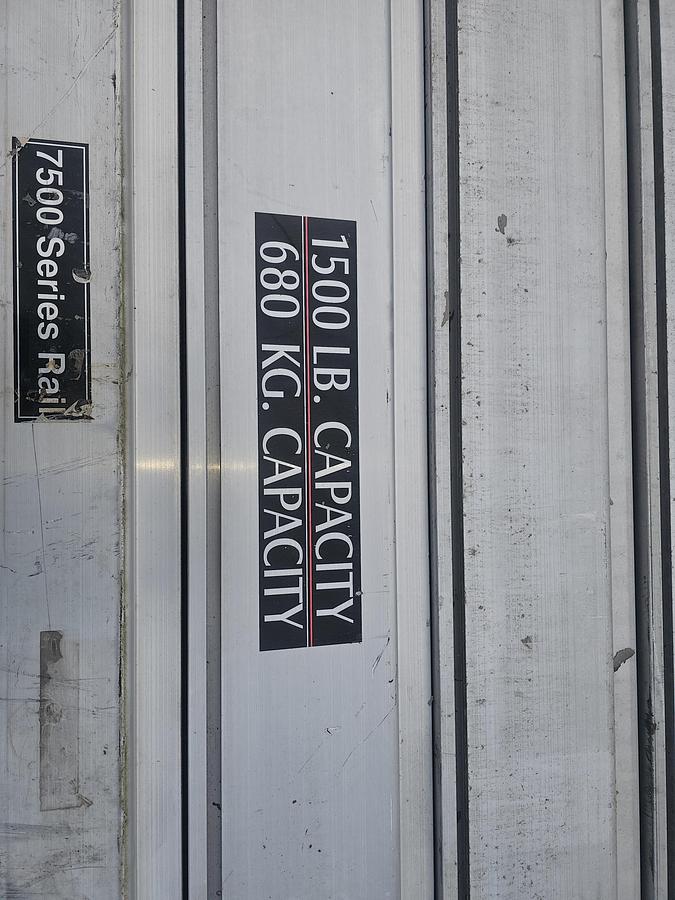 7500 Series Rail
1500 LB. CAPACITY
680 KG. CAPACITY